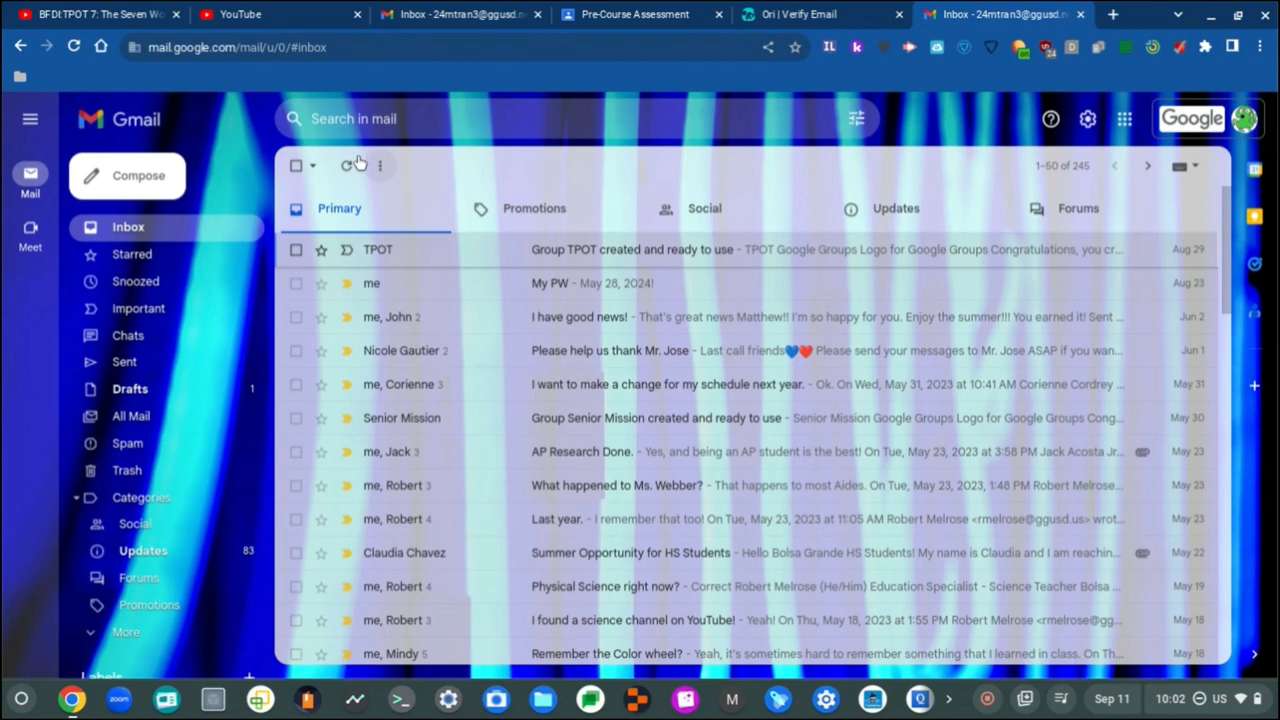 BFDI:TPOT 7: The Seven Wo
YouTube
Inbox - 24mtran3@ggusd.n
Pre-Course Assessment
Ori | Verify Email
Inbox - 24mtran3@ggusd.n
mail.google.com/mail/u/0/#inbox
Gmail
Search in mail
Google
Mail
Meet
Compose
Inbox
Starred
Snoozed
Important
Chats
Sent
Drafts 1
All Mail
Spam
Trash
Categories
Social
Updates 83
Forums
Promotions
More
Labels
1–50 of 245
Primary
Promotions
Social
Updates
Forums
TPOT Group TPOT created and ready to use - TPOT Google Groups Logo for Google Groups Congratulations, you cr... Aug 29
me My PW - May 28, 2024! Aug 23
me, John 2 I have good news! - That's great news Matthew!! I'm so happy for you. Enjoy the summer!!! You earned it! Sent ... Jun 2
Nicole Gautier 2 Please help us thank Mr. Jose - Last call friends💙❤️ Please send your messages to Mr. Jose ASAP if you wan... Jun 1
me, Corienne 3 I want to make a change for my schedule next year. - Ok. On Wed, May 31, 2023 at 10:41 AM Corienne Cordrey ... May 31
Senior Mission Group Senior Mission created and ready to use - Senior Mission Google Groups Logo for Google Groups Cong... May 30
me, Jack 3 AP Research Done. - Yes, and being an AP student is the best! On Tue, May 23, 2023 at 3:58 PM Jack Acosta Jr... May 23
me, Robert 3 What happened to Ms. Webber? - That happens to most Aides. On Tue, May 23, 2023, 1:48 PM Robert Melrose... May 23
me, Robert 4 Last year. - I remember that too! On Tue, May 23, 2023 at 11:05 AM Robert Melrose <rmelrose@ggusd.us> wrot... May 23
Claudia Chavez Summer Opportunity for HS Students - Hello Bolsa Grande HS Students! My name is Claudia and I am reachin... May 22
me, Robert 4 Physical Science right now? - Correct Robert Melrose (He/Him) Education Specialist - Science Teacher Bolsa ... May 19
me, Robert 3 I found a science channel on YouTube! - Yeah! On Thu, May 18, 2023 at 1:55 PM Robert Melrose <rmelrose@gg... May 18
me, Mindy 5 Remember the Color wheel? - Yeah, it's sometimes hard to remember something that I learned in class. On Th... May 18
zoom
Sep 11
10:02
US